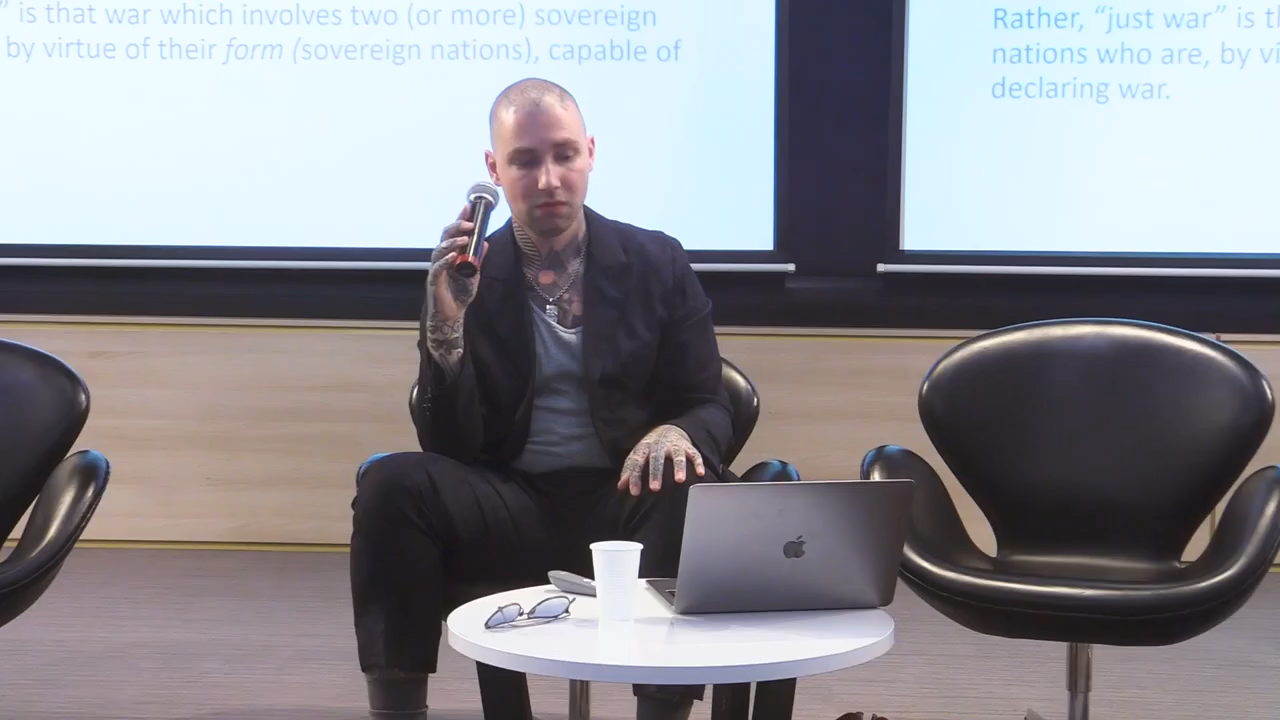 ” is that war which involves two (or more) sovereign
by virtue of their form (sovereign nations), capable of
Rather, “just war” is
nations who are, by
declaring war.